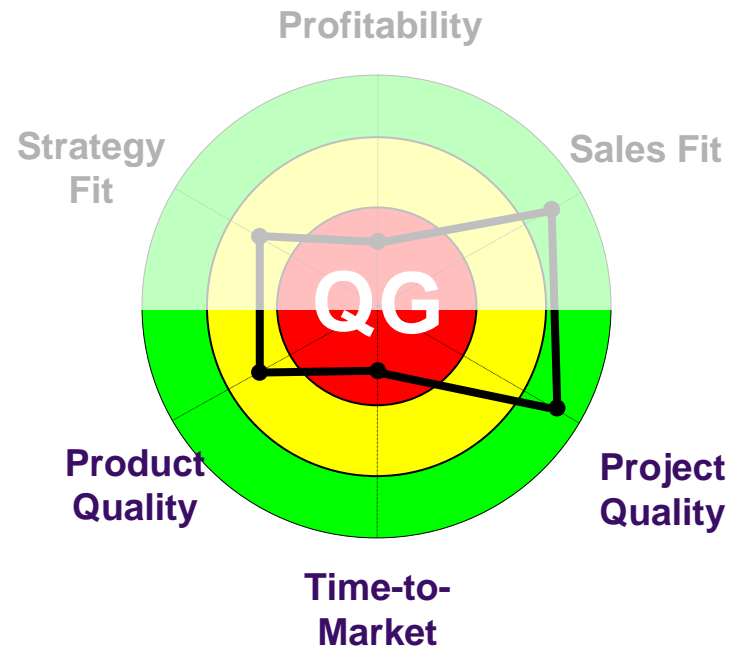 Profitability
Strategy
Fit
Sales Fit
QG
Product
Quality
Project
Quality
Time-to-
Market